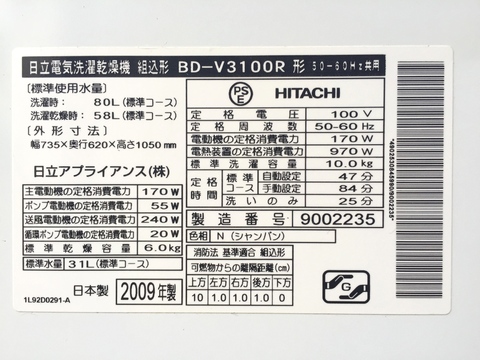 日立電気洗濯乾燥機 組込形 BD-V3100R 形 50-60Hz共用
[標準使用水量]
洗濯時： 80L (標準コース)
洗濯乾燥時： 58L (標準コース)
[外形寸法]
幅735×奥行620×高さ1050 mm
日立アプライアンス(株)
主電動機の定格消費電力 170 W
ポンプ電動機の定格消費電力 55 W
送風電動機の定格消費電力 240 W
循環ポンプ電動機の定格消費電力 20 W
標準乾燥容量 6.0kg
標準水量 31L (標準コース)
日本製 2009年製
1L92D0291-A
PSE HITACHI
定格電圧 100 V
定格周波数 50-60 Hz
電動機の定格消費電力 170 W
電熱装置の定格消費電力 970 W
標準洗濯容量 10.0kg
定格時間 標準コース 自動設定 47 分
手動設定 84 分
洗いのみ 25 分
製造番号 9002235
色相 N (シャンパン)
消防法 基準適合 組込形
可燃物からの離隔距離(cm)
上方 左方 右方 前方 後方 下方
10 1.0 1.0 1.0 1.0 0
G